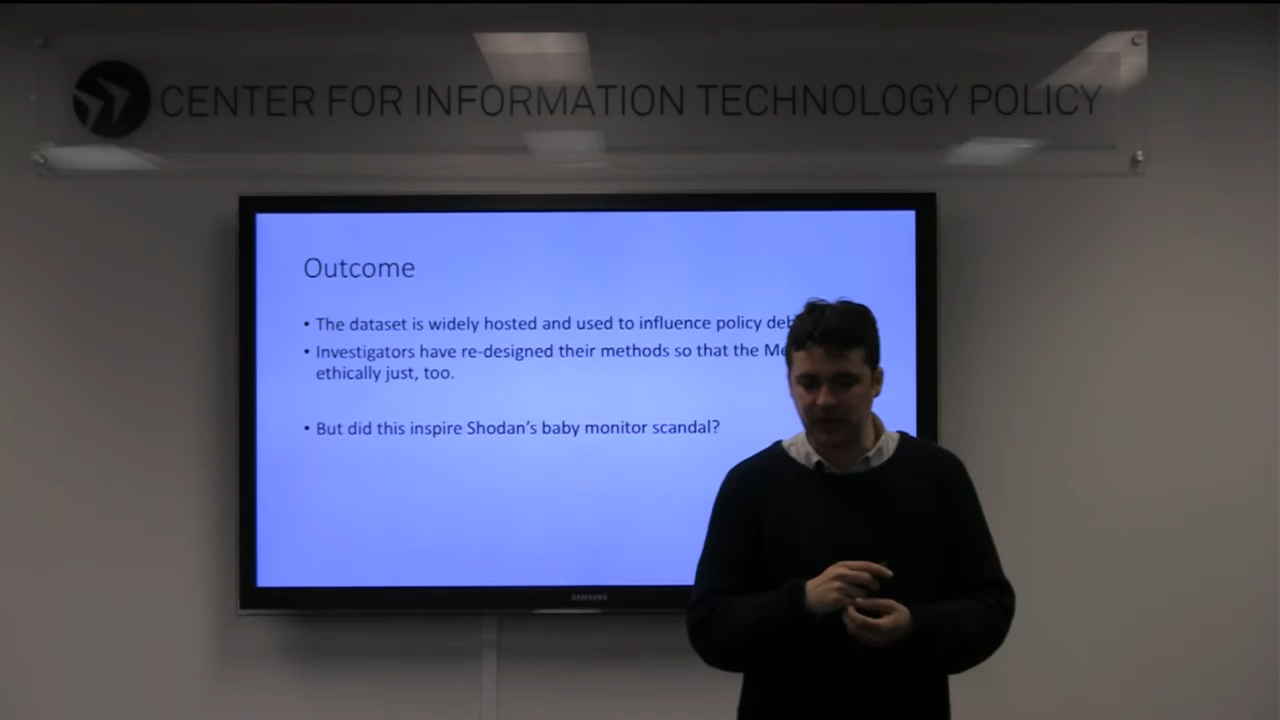 CENTER FOR INFORMATION TECHNOLOGY POLICY
Outcome
• The dataset is widely hosted and used to influence policy
• Investigators have re-designed their methods so that the
ethically just, too.
• But did this inspire Shodan's baby monitor scandal?
SAMSUNG